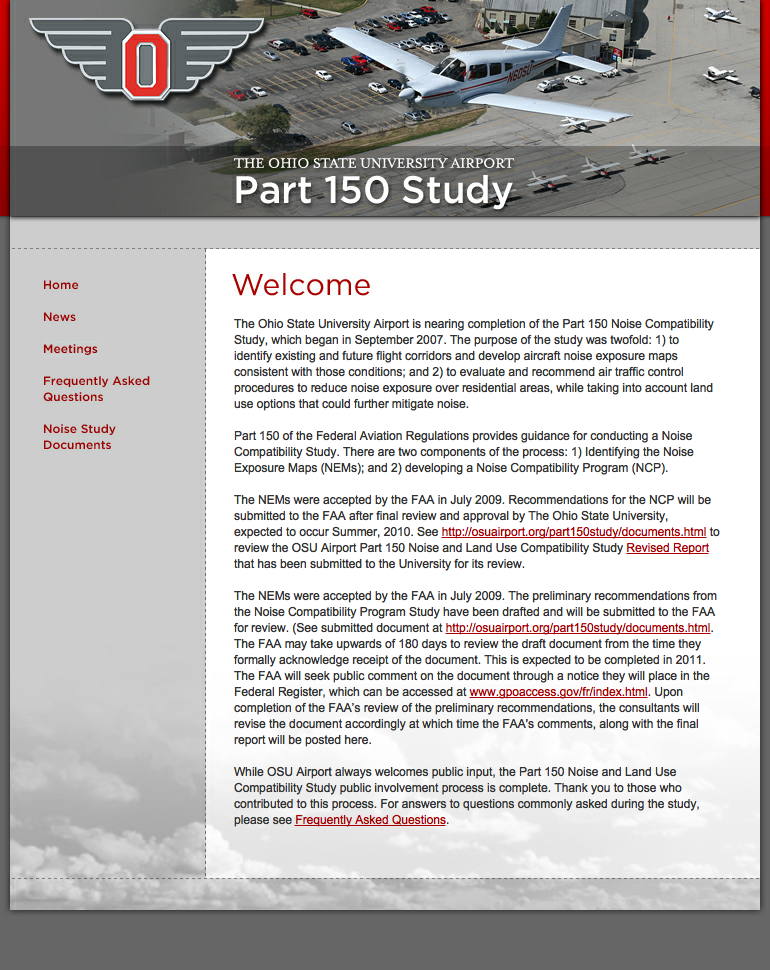 O
N606U
THE OHIO STATE UNIVERSITY AIRPORT
Part 150 Study
Home
News
Meetings
Frequently Asked
Questions
Noise Study
Documents
Welcome
The Ohio State University Airport is nearing completion of the Part 150 Noise Compatibility
Study, which began in September 2007. The purpose of the study was twofold: 1) to
identify existing and future flight corridors and develop aircraft noise exposure maps
consistent with those conditions; and 2) to evaluate and recommend air traffic control
procedures to reduce noise exposure over residential areas, while taking into account land
use options that could further mitigate noise.
Part 150 of the Federal Aviation Regulations provides guidance for conducting a Noise
Compatibility Study. There are two components of the process: 1) Identifying the Noise
Exposure Maps (NEMs); and 2) developing a Noise Compatibility Program (NCP).
The NEMs were accepted by the FAA in July 2009. Recommendations for the NCP will be
submitted to the FAA after final review and approval by The Ohio State University,
expected to occur Summer, 2010. See http://osuairport.org/part150study/documents.html to
review the OSU Airport Part 150 Noise and Land Use Compatibility Study Revised Report
that has been submitted to the University for its review.
The NEMs were accepted by the FAA in July 2009. The preliminary recommendations from
the Noise Compatibility Program Study have been drafted and will be submitted to the FAA
for review. (See submitted document at http://osuairport.org/part150study/documents.html.
The FAA may take upwards of 180 days to review the draft document from the time they
formally acknowledge receipt of the document. This is expected to be completed in 2011.
The FAA will seek public comment on the document through a notice they will place in the
Federal Register, which can be accessed at www.gpoaccess.gov/fr/index.html. Upon
completion of the FAA's review of the preliminary recommendations, the consultants will
revise the document accordingly at which time the FAA's comments, along with the final
report will be posted here.
While OSU Airport always welcomes public input, the Part 150 Noise and Land Use
Compatibility Study public involvement process is complete. Thank you to those who
contributed to this process. For answers to questions commonly asked during the study,
please see Frequently Asked Questions.